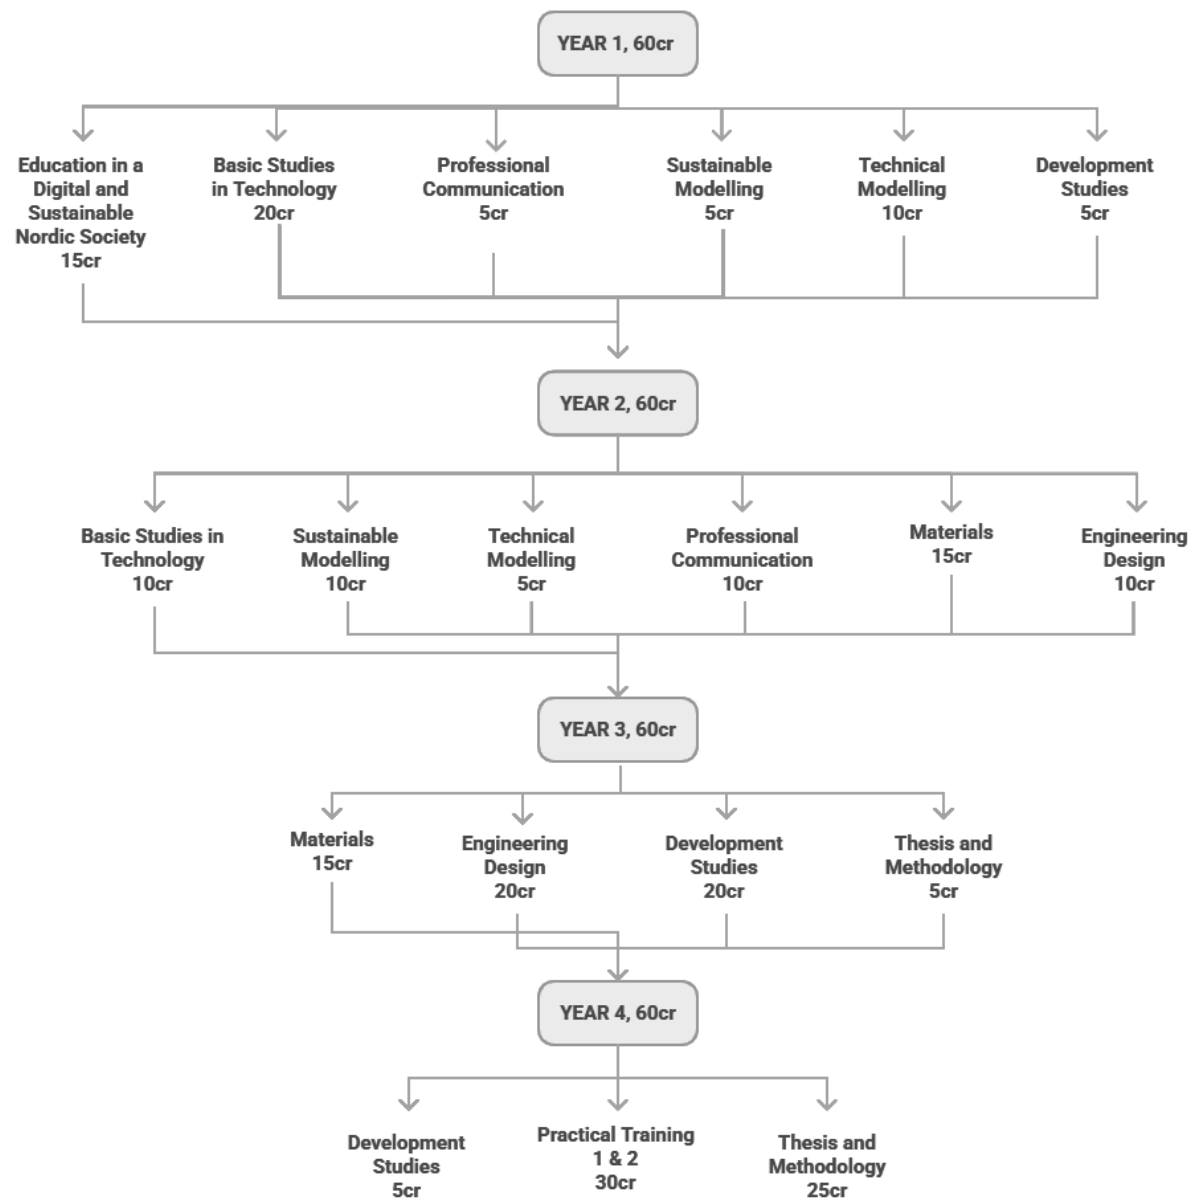 YEAR 1, 60cr
Education in a
Digital and
Sustainable
Nordic Society
15cr
Basic Studies
in Technology
20cr
Professional
Communication
5cr
Sustainable
Modelling
5cr
Technical
Modelling
10cr
Development
Studies
5cr
YEAR 2, 60cr
Basic Studies in
Technology
10cr
Sustainable
Modelling
10cr
Technical
Modelling
5cr
Professional
Communication
10cr
Materials
15cr
Engineering
Design
10cr
YEAR 3, 60cr
Materials
15cr
Engineering
Design
20cr
Development
Studies
20cr
Thesis and
Methodology
5cr
YEAR 4, 60cr
Development
Studies
5cr
Practical Training
1 & 2
30cr
Thesis and
Methodology
25cr